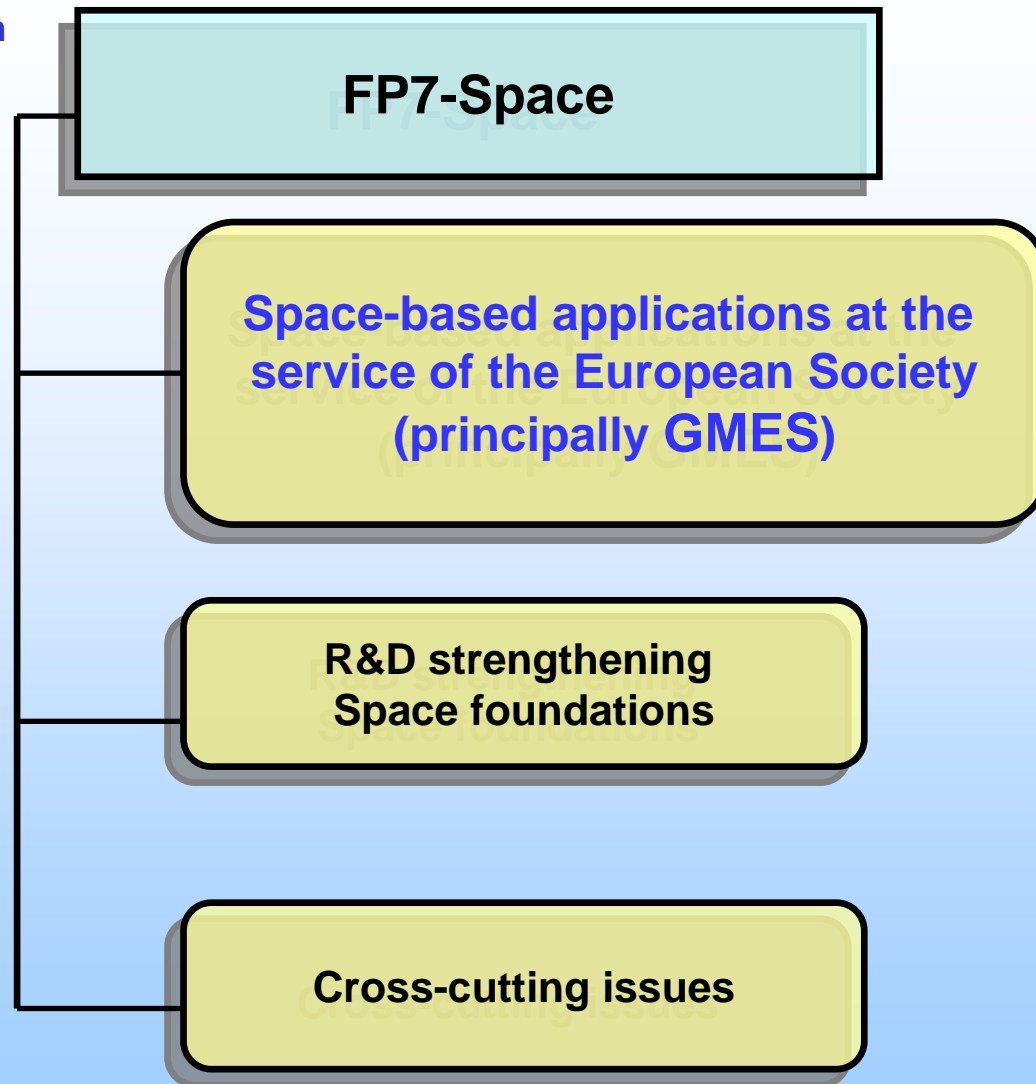 FP7-Space
Space-based applications at the
service of the European Society
(principally GMES)
R&D strengthening
Space foundations
Cross-cutting issues